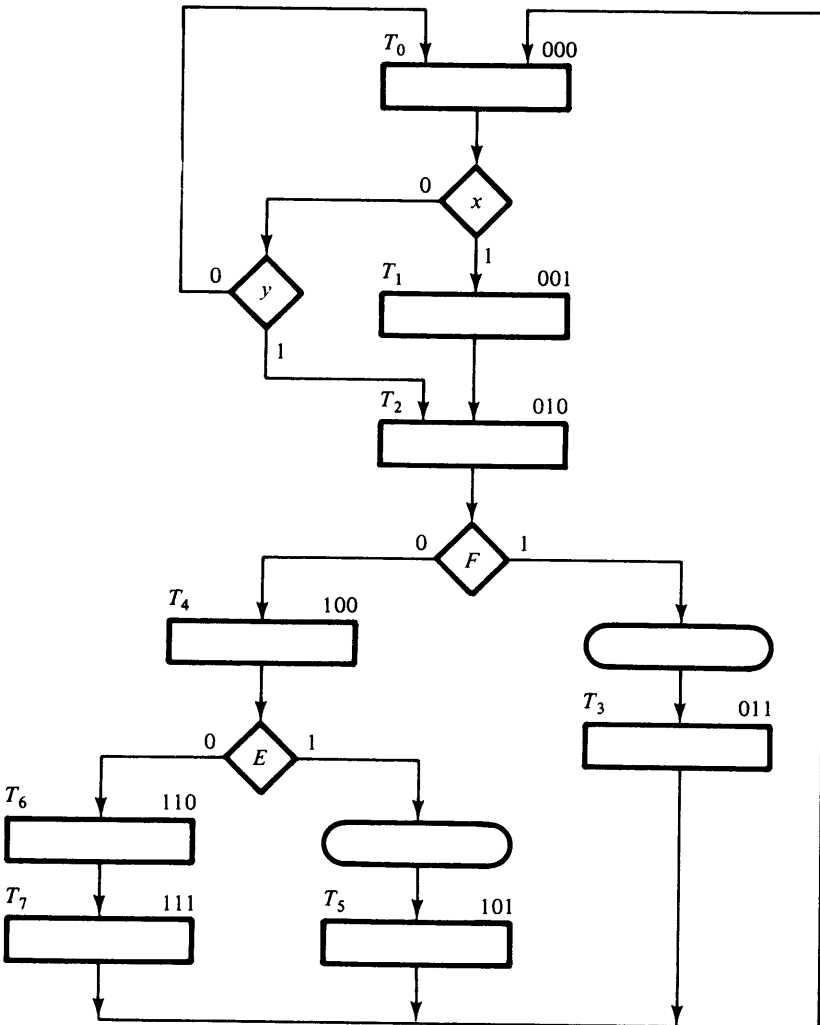 T₀ 000
0 x
1
0 y
T₁ 001
1
T₂ 010
0 F 1
T₄ 100
T₃ 011
0 E 1
T₆ 110
T₇ 111
T₅ 101